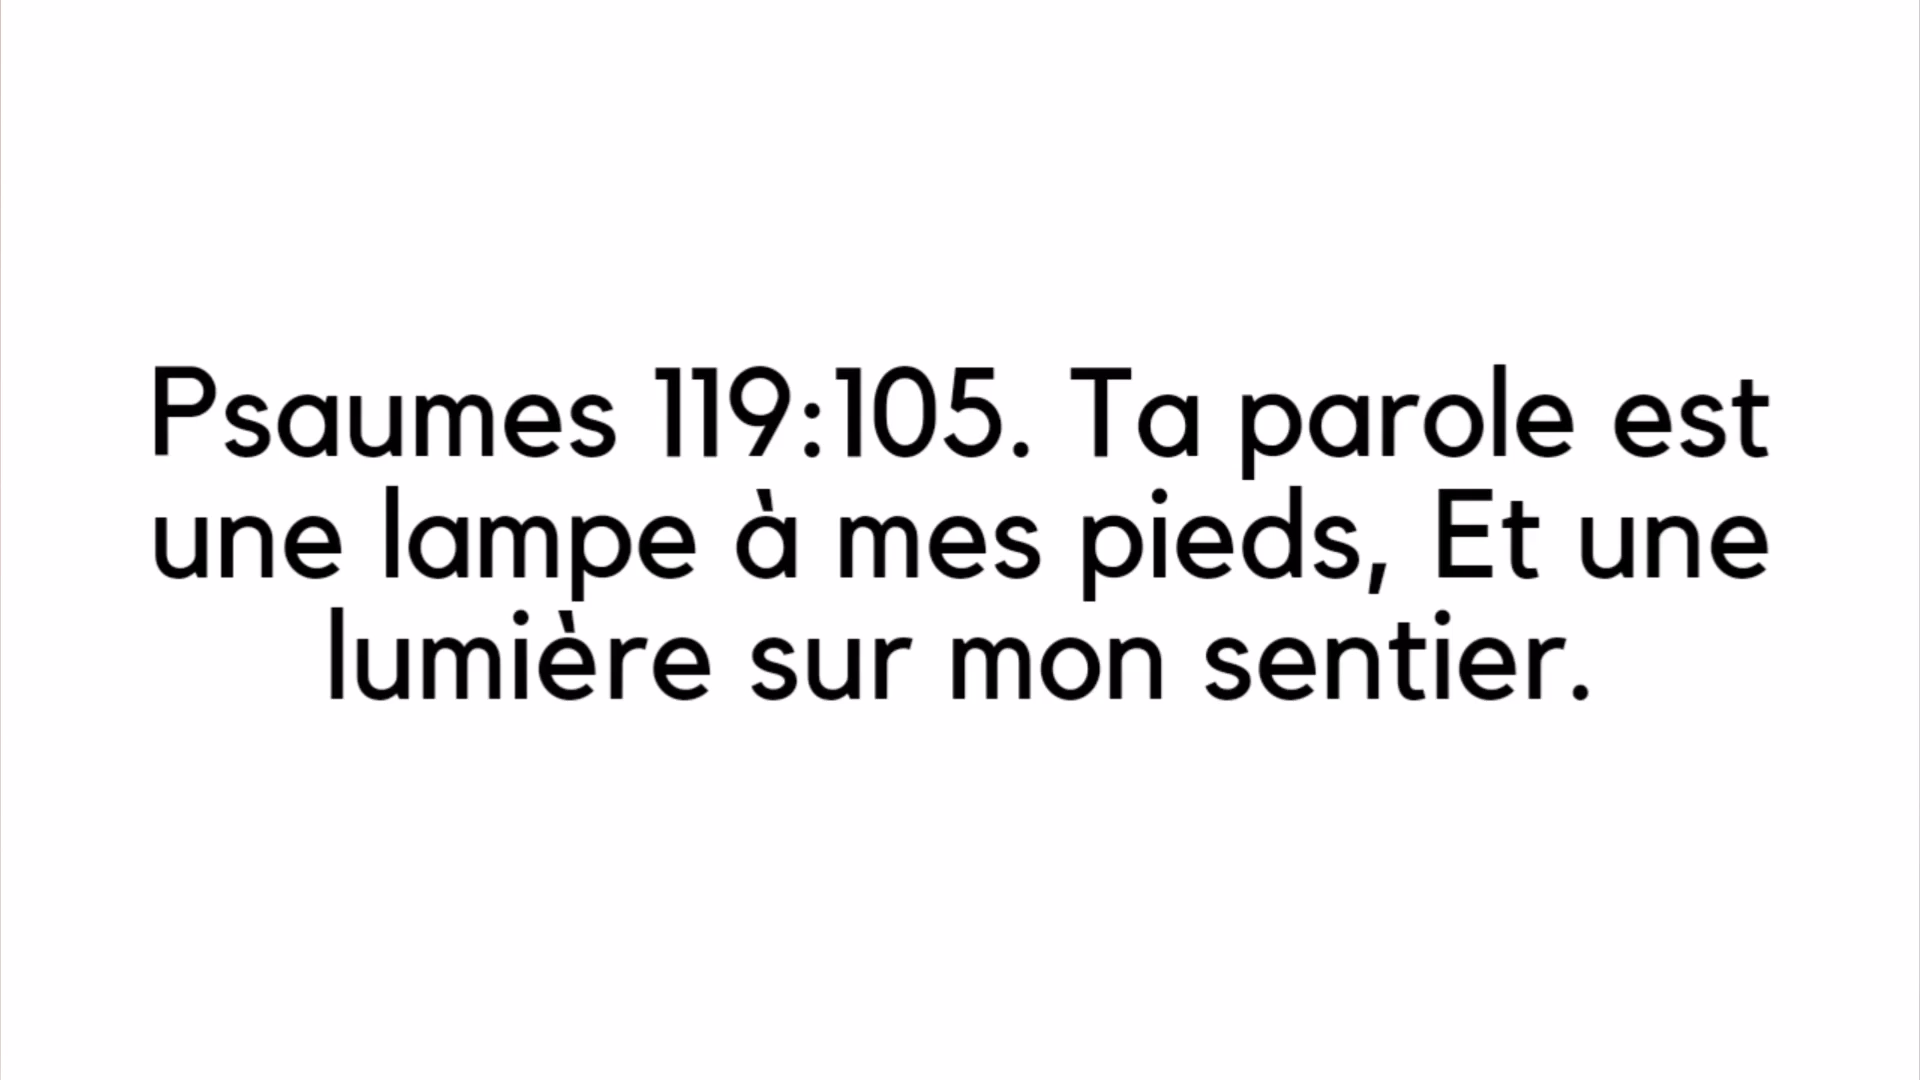 Psaumes 119:105. Ta parole est
une lampe à mes pieds, Et une
lumière sur mon sentier.